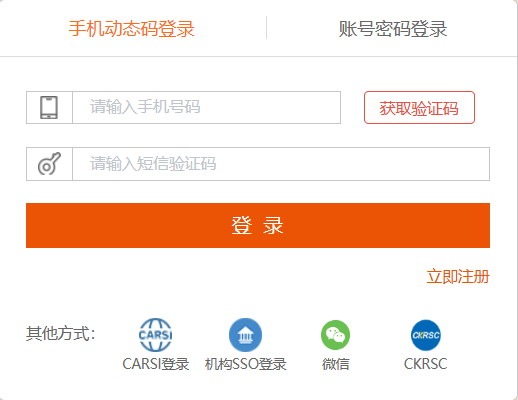 手机动态码登录
账号密码登录
请输入手机号码
获取验证码
请输入短信验证码
登 录
立即注册
其他方式:
CARSI
CKRSC
CARSI登录
机构SSO登录
微信
CKRSC